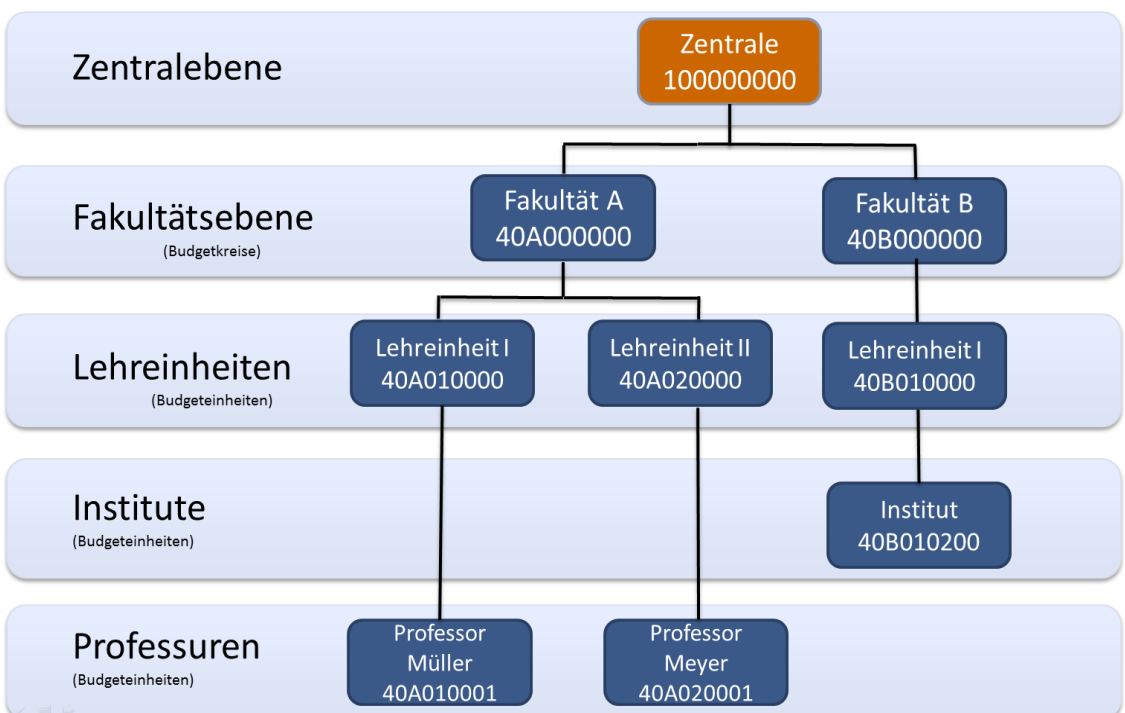 Zentralebene
Zentrale
100000000
Fakultätsebene
(Budgetkreise)
Fakultät A
40A000000
Fakultät B
40B000000
Lehreinheiten
(Budgeteinheiten)
Lehreinheit I
40A010000
Lehreinheit II
40A020000
Lehreinheit I
40B010000
Institute
(Budgeteinheiten)
Institut
40B010200
Professuren
(Budgeteinheiten)
Professor
Müller
40A010001
Professor
Meyer
40A020001